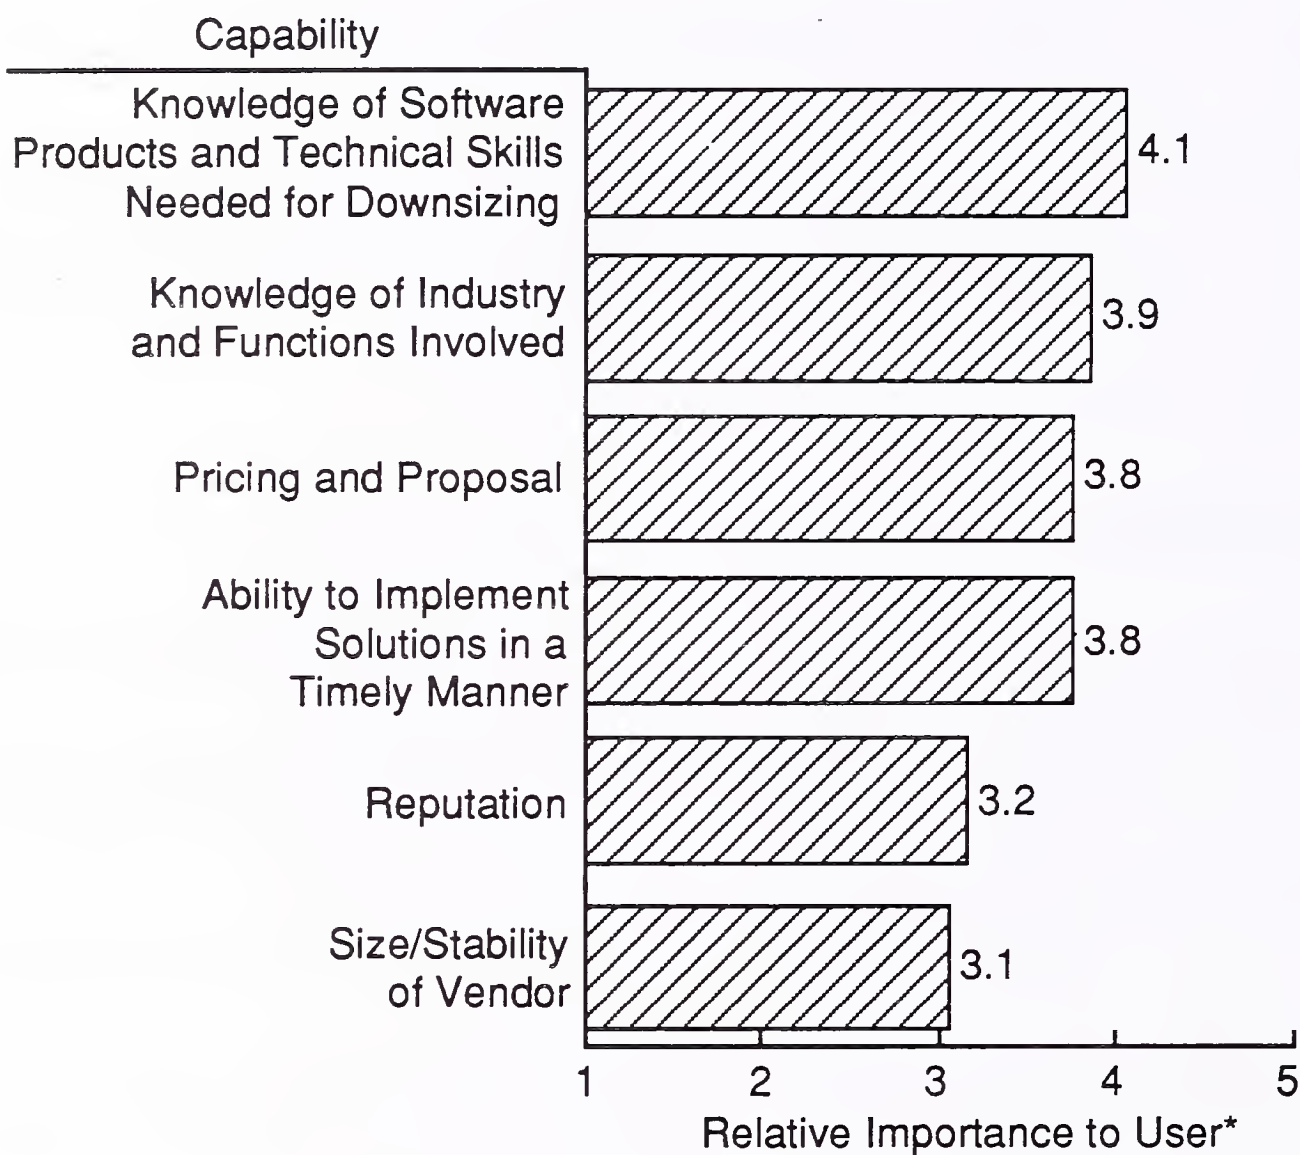 Capability
Knowledge of Software
Products and Technical Skills
Needed for Downsizing
4.1
Knowledge of Industry
and Functions Involved
3.9
Pricing and Proposal
3.8
Ability to Implement
Solutions in a
Timely Manner
3.8
Reputation
3.2
Size/Stability
of Vendor
3.1
1 2 3 4 5
Relative Importance to User*